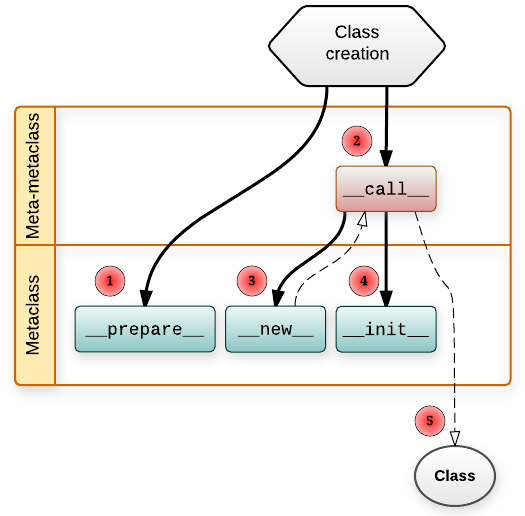 Class
creation
Meta-metaclass
2
__call__
Metaclass
1
3
4
__prepare__
__new__
__init__
5
Class